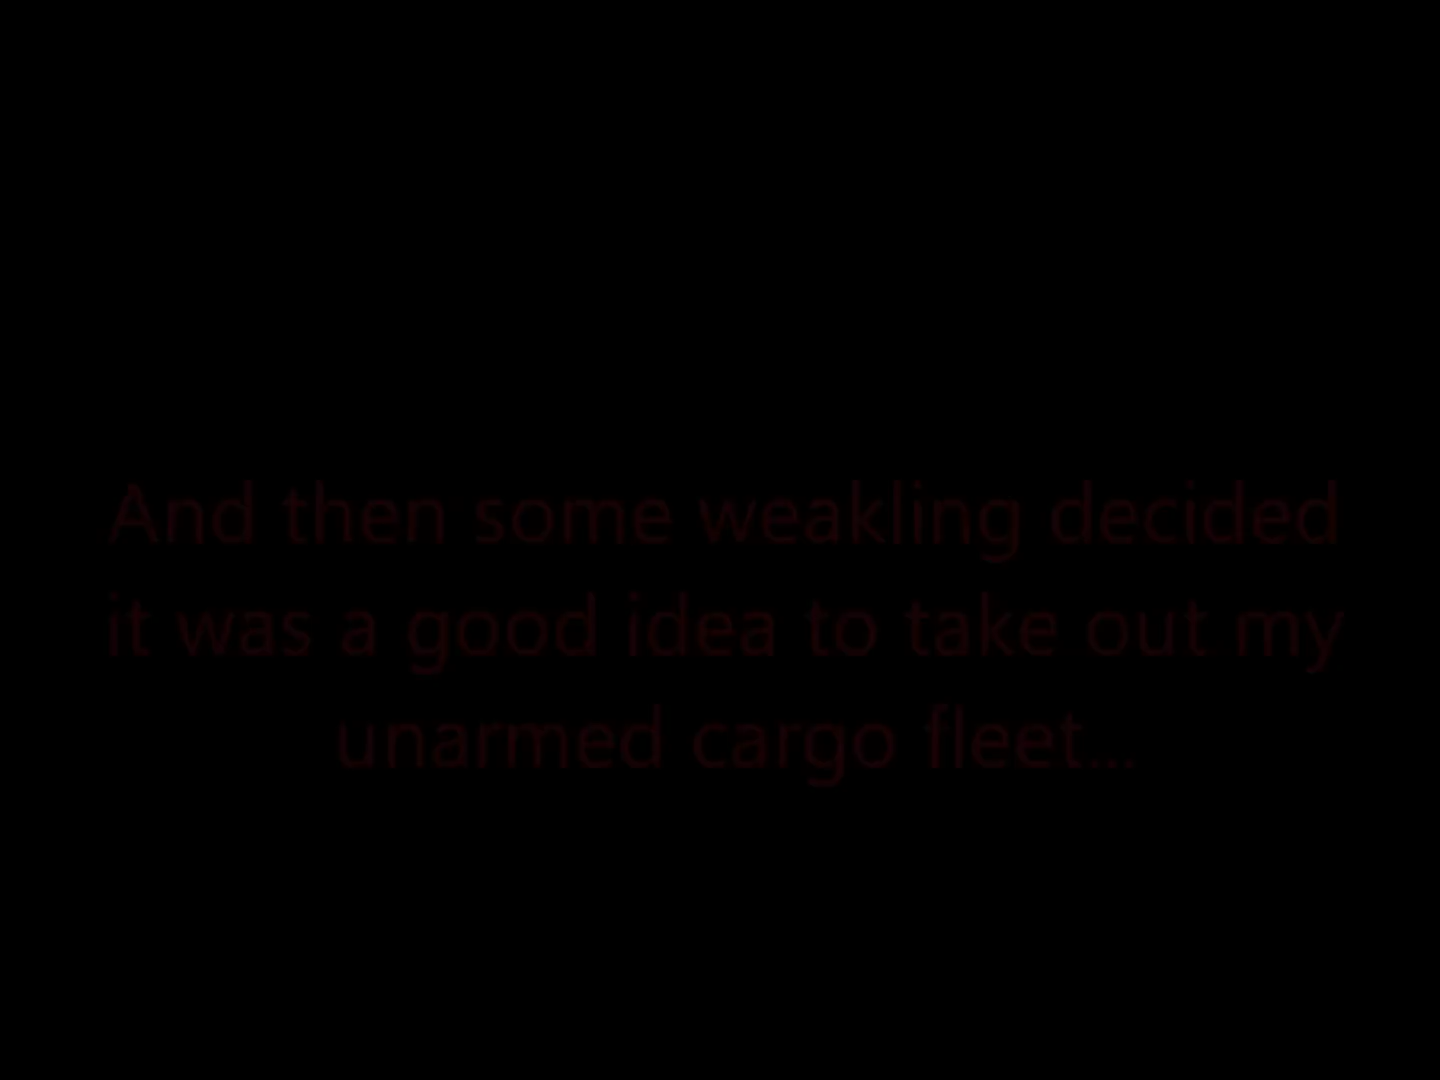 And then some weakling decided
it was a good idea to take out my
unarmed cargo fleet...